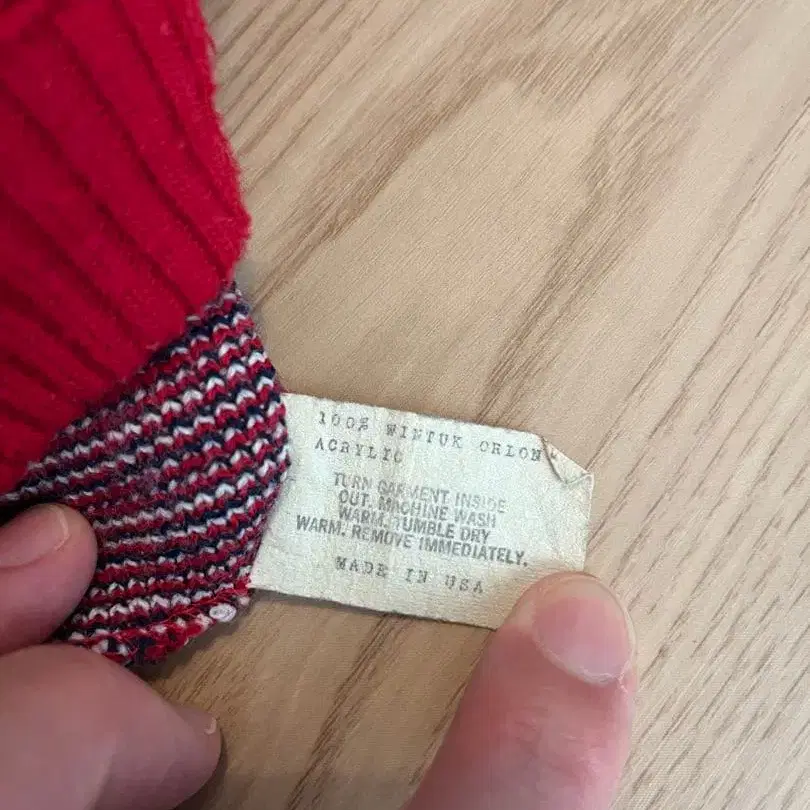 100% WINTUK ORLON
ACRYLIC
TURN GARMENT INSIDE
OUT. MACHINE WASH
WARM. TUMBLE DRY
WARM. REMOVE IMMEDIATELY.
MADE IN USA